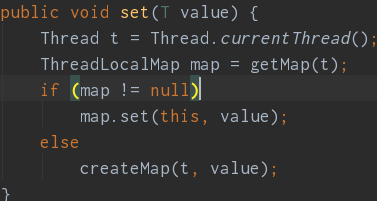 public void set(T value) {
    Thread t = Thread.currentThread();
    ThreadLocalMap map = getMap(t);
    if (map != null)
        map.set(this, value);
    else
        createMap(t, value);
}